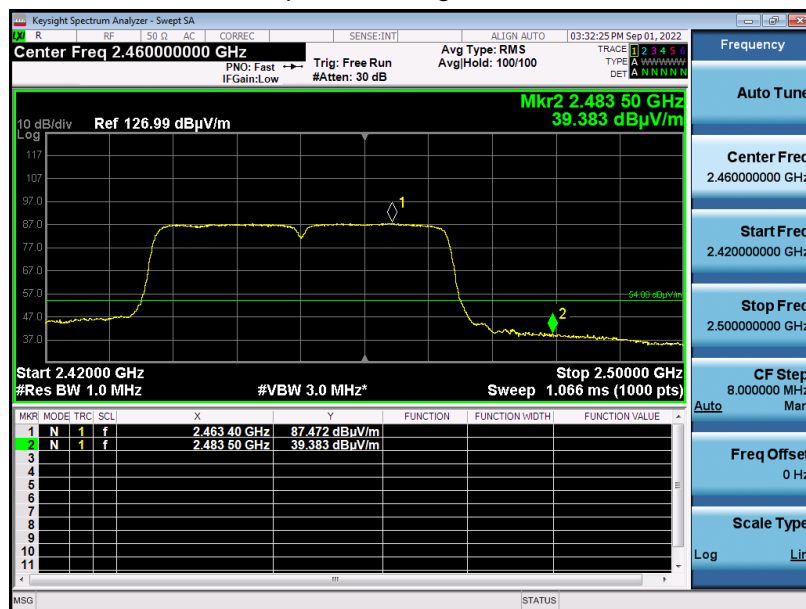 Keysight Spectrum Analyzer - Swept SA
LXI R RF 50 Ω AC CORREC SENSE:INT ALIGN AUTO 03:32:25 PM Sep 01, 2022
Center Freq 2.460000000 GHz
PNO: Fast
IFGain:Low
Trig: Free Run
#Atten: 30 dB
Avg Type: RMS
Avg|Hold: 100/100
TRACE 1 2 3 4 5 6
TYPE A WWWWW
DET A N N N N N
Frequency
Auto Tune
Center Freq
2.460000000 GHz
Start Freq
2.420000000 GHz
Stop Freq
2.500000000 GHz
CF Step
8.000000 MHz
Auto Man
Freq Offset
0 Hz
Scale Type
Log Lin
Mkr2 2.483 50 GHz
39.383 dBµV/m
10 dB/div Ref 126.99 dBµV/m
Log
117
107
97.0
87.0
77.0
67.0
57.0
47.0
37.0
1
2
54.00 dBµV/m
Start 2.42000 GHz Stop 2.50000 GHz
#Res BW 1.0 MHz #VBW 3.0 MHz* Sweep 1.066 ms (1000 pts)
MKR MODE TRC SCL X Y FUNCTION FUNCTION WIDTH FUNCTION VALUE
1 N 1 f 2.463 40 GHz 87.472 dBµV/m
2 N 1 f 2.483 50 GHz 39.383 dBµV/m
3
4
5
6
7
8
9
10
11
MSG STATUS